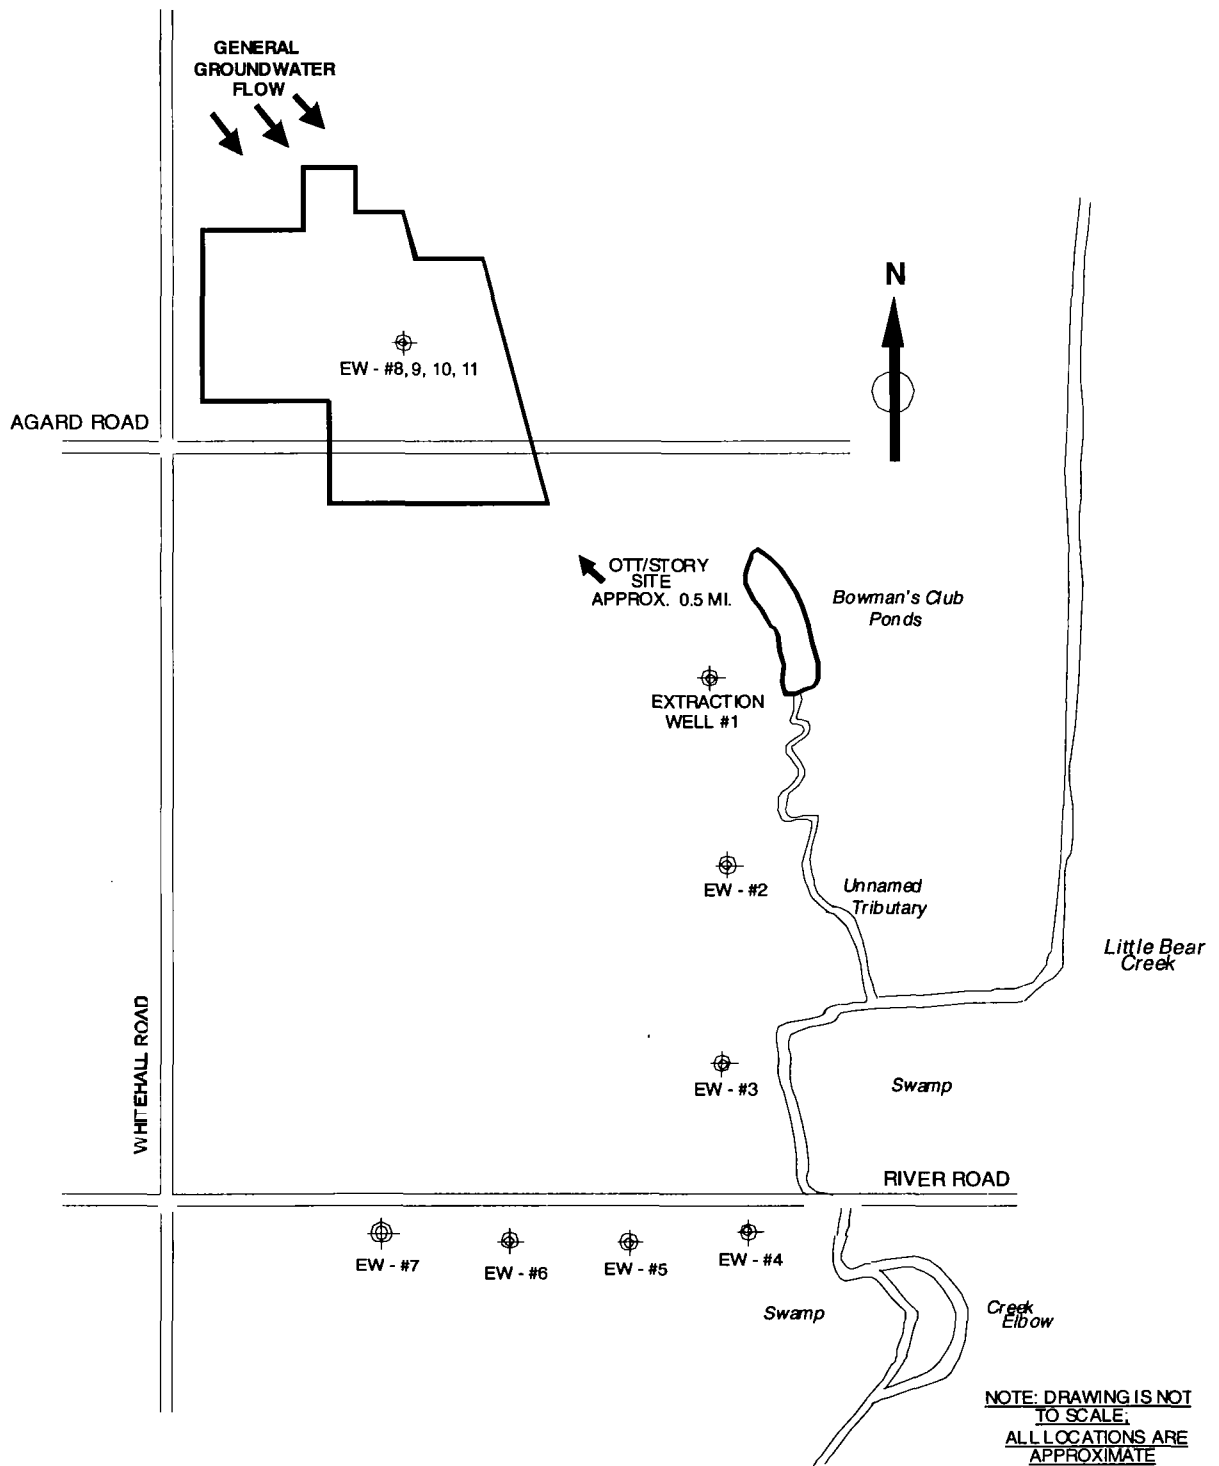 GENERAL
GROUNDWATER
FLOW
N
EW - #8, 9, 10, 11
AGARD ROAD
OTT/STORY
SITE
APPROX. 0.5 MI.
Bowman's Club
Ponds
EXTRACTION
WELL #1
EW - #2
Unnamed
Tributary
Little Bear
Creek
WHITEHALL ROAD
EW - #3
Swamp
RIVER ROAD
EW - #7
EW - #6
EW - #5
EW - #4
Swamp
Creek
Elbow
NOTE: DRAWING IS NOT
TO SCALE;
ALL LOCATIONS ARE
APPROXIMATE